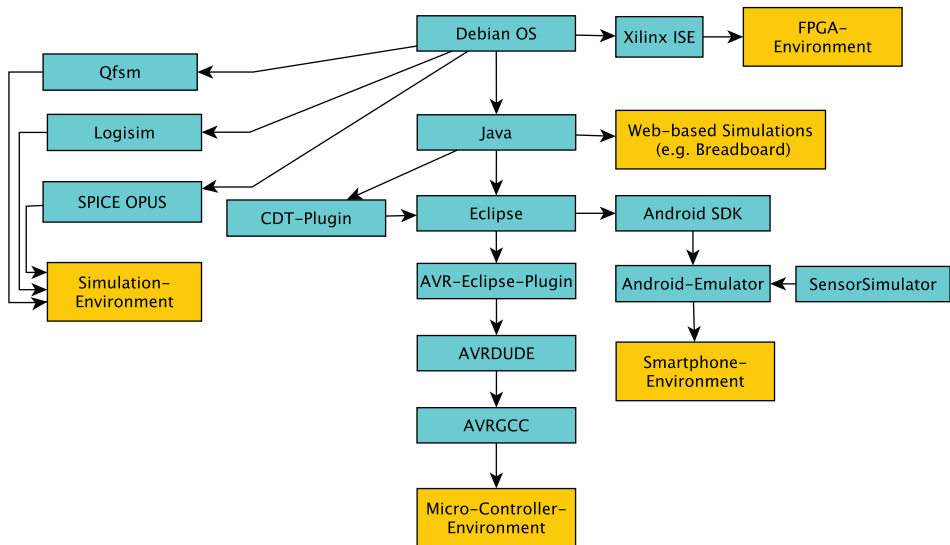 Debian OS
Xilinx ISE
FPGA-
Environment
Qfsm
Logisim
Java
Web-based Simulations
(e.g. Breadboard)
SPICE OPUS
CDT-Plugin
Eclipse
Android SDK
Simulation-
Environment
AVR-Eclipse-Plugin
Android-Emulator
SensorSimulator
AVRDUDE
Smartphone-
Environment
AVRGCC
Micro-Controller-
Environment